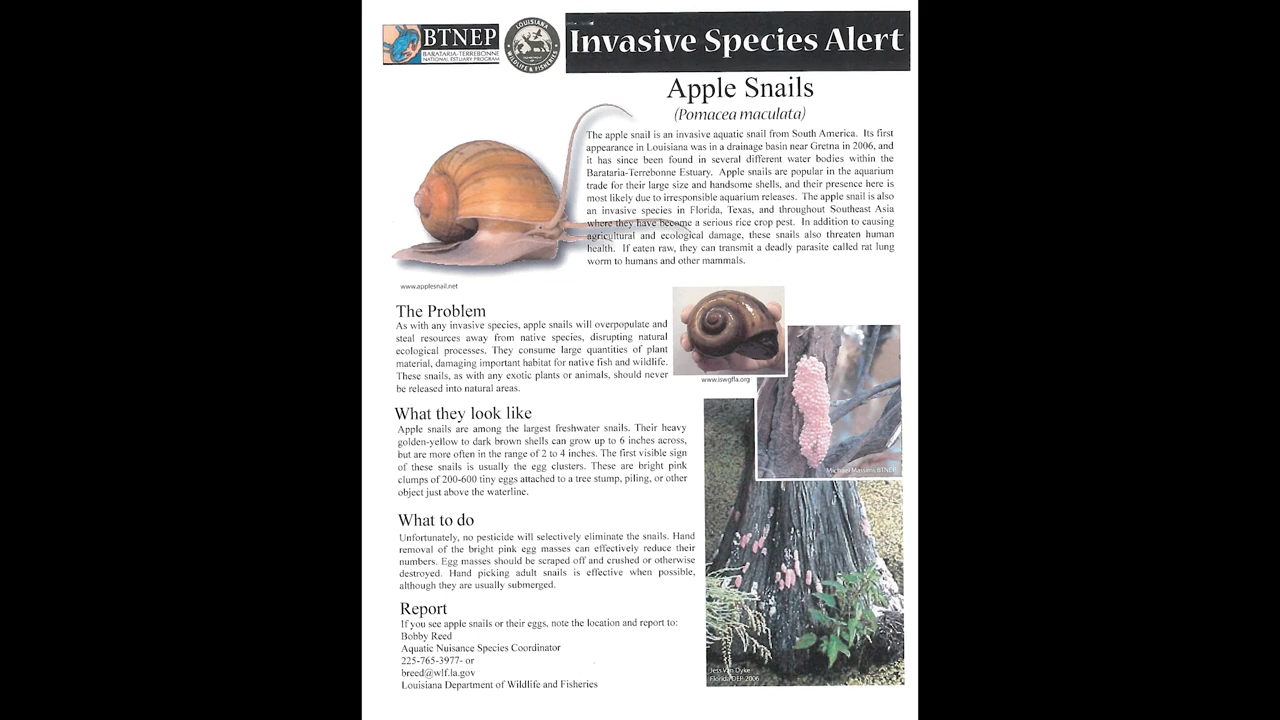 BTNEP
BARATARIA-TERREBONNE
NATIONAL ESTUARY PROGRAM
LOUISIANA
WILDLIFE & FISHERIES
Invasive Species Alert
Apple Snails
(Pomacea maculata)
The apple snail is an invasive aquatic snail from South America. Its first
appearance in Louisiana was in a drainage basin near Gretna in 2006, and
it has since been found in several different water bodies within the
Barataria-Terrebonne Estuary. Apple snails are popular in the aquarium
trade for their large size and handsome shells, and their presence here is
most likely due to irresponsible aquarium releases. The apple snail is also
an invasive species in Florida, Texas, and throughout Southeast Asia
where they have become a serious rice crop pest. In addition to causing
agricultural and ecological damage, these snails also threaten human
health. If eaten raw, they can transmit a deadly parasite called rat lung
worm to humans and other mammals.
www.applesnail.net
The Problem
As with any invasive species, apple snails will overpopulate and
steal resources away from native species, disrupting natural
ecological processes. They consume large quantities of plant
material, damaging important habitat for native fish and wildlife.
These snails, as with any exotic plants or animals, should never
be released into natural areas.
www.iswgfla.org
What they look like
Apple snails are among the largest freshwater snails. Their heavy
golden-yellow to dark brown shells can grow up to 6 inches across,
but are more often in the range of 2 to 4 inches. The first visible sign
of these snails is usually the egg clusters. These are bright pink
clumps of 200-600 tiny eggs attached to a tree stump, piling, or other
object just above the waterline.
Michael Massimi BTNEP
What to do
Unfortunately, no pesticide will selectively eliminate the snails. Hand
removal of the bright pink egg masses can effectively reduce their
numbers. Egg masses should be scraped off and crushed or otherwise
destroyed. Hand picking adult snails is effective when possible,
although they are usually submerged.
Report
If you see apple snails or their eggs, note the location and report to:
Bobby Reed
Aquatic Nuisance Species Coordinator
225-765-3977- or
breed@wlf.la.gov
Louisiana Department of Wildlife and Fisheries
Jess Van Dyke
Florida DEP 2006